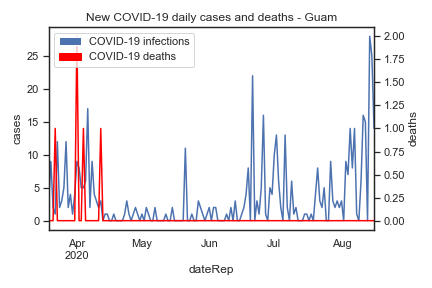 New COVID-19 daily cases and deaths - Guam
COVID-19 infections
COVID-19 deaths
cases
25
20
15
10
5
0
2.00
1.75
1.50
1.25
1.00
0.75
0.50
0.25
0.00
deaths
Apr May Jun Jul Aug
2020
dateRep